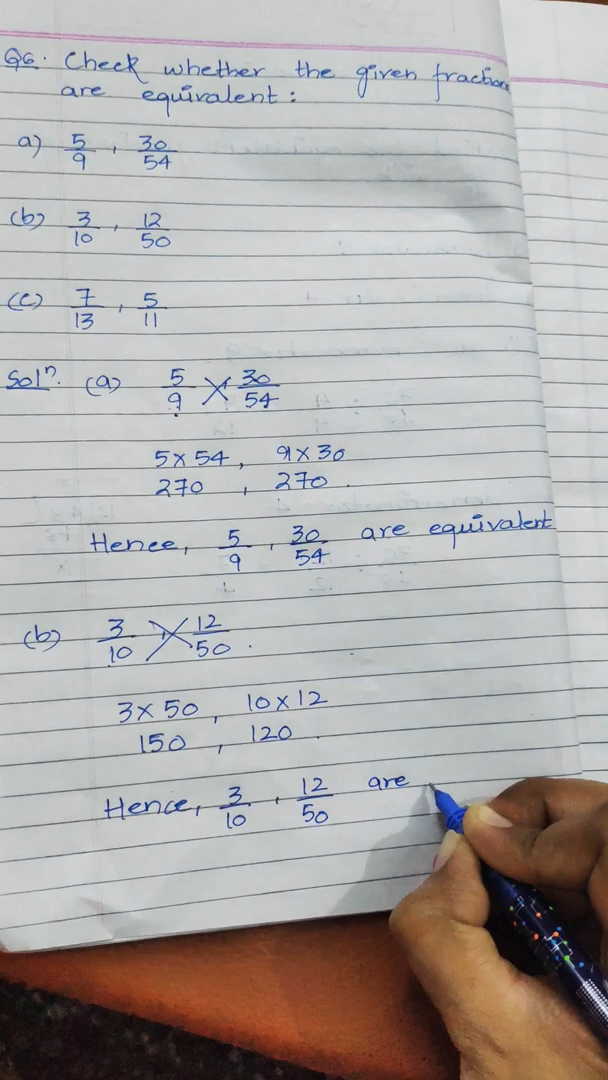 Q6. Check whether the given fractions
are equivalent:
a) 5/9 , 30/54
(b) 3/10 , 12/50
(c) 7/13 , 5/11
Solⁿ. (a) 5/9 × 30/54
5×54, 9×30
270 , 270.
Hence, 5/9 , 30/54 are equivalent
(b) 3/10 × 12/50.
3×50, 10×12
150 , 120.
Hence, 3/10 , 12/50 are